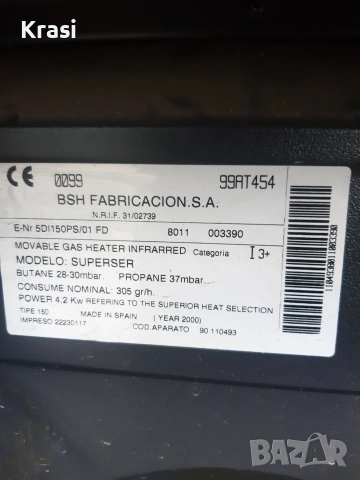 Krasi
CE 0099 99AT454
BSH FABRICACION.S.A.
N.R.I.F. 31/02739
E-Nr 5DI150PS/01 FD 8011 003390
MOVABLE GAS HEATER INFRARRED Categoria I 3+
MODELO: SUPERSER
BUTANE 28-30mbar. PROPANE 37mbar...
CONSUME NOMINAL: 305 gr/h.
POWER 4,2 Kw REFERING TO THE SUPERIOR HEAT SELECTION
TIPE 150 MADE IN SPAIN ( YEAR 2000)
IMPRESO 22230117 COD.APARATO 90 110493
1104938011003390
BAZAR